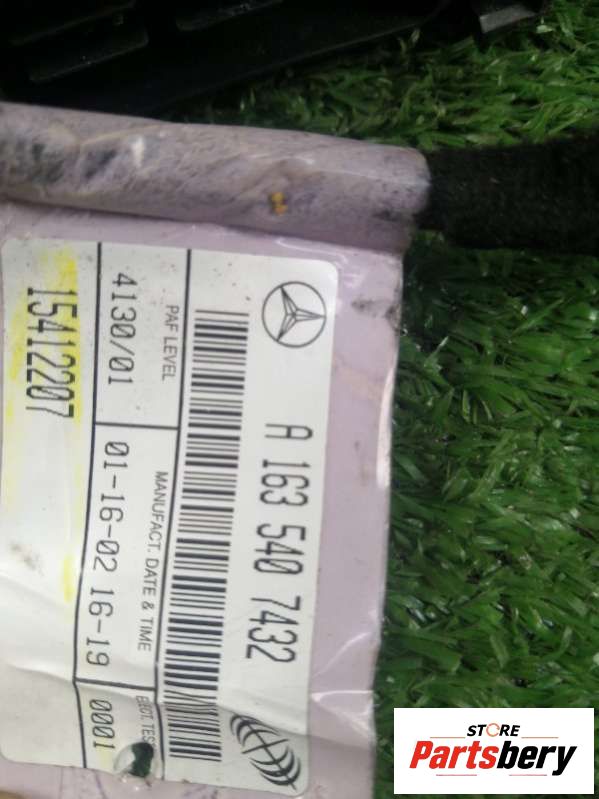 A 163 540 7432
PAF LEVEL
4130/01
MANUFACT. DATE & TIME
01-16-02 16-19
0001
15412207
STORE
Partsbery